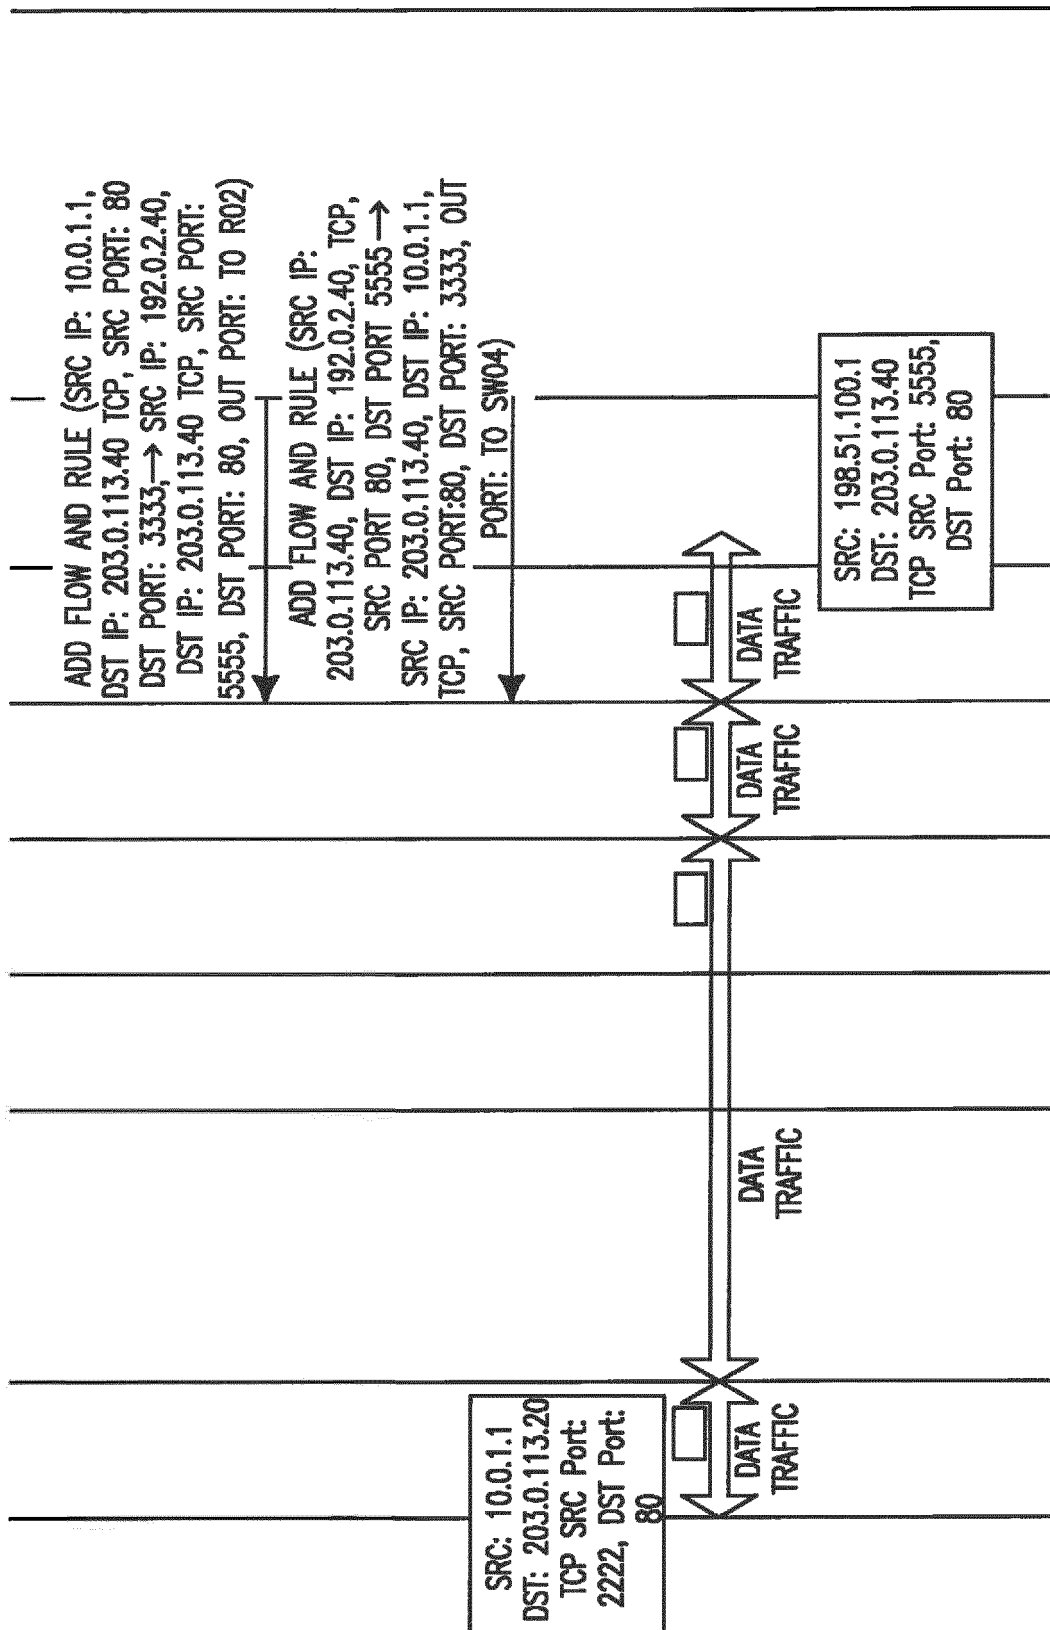 ADD FLOW AND RULE (SRC IP: 10.0.1.1,
DST IP: 203.0.113.40 TCP, SRC PORT: 80
DST PORT: 3333,→ SRC IP: 192.0.2.40,
DST IP: 203.0.113.40 TCP, SRC PORT:
5555, DST PORT: 80, OUT PORT: TO R02)
ADD FLOW AND RULE (SRC IP:
203.0.113.40, DST IP: 192.0.2.40, TCP,
SRC PORT 80, DST PORT 5555→
SRC IP: 203.0.113.40, DST IP: 10.0.1.1,
TCP, SRC PORT:80, DST PORT: 3333, OUT
PORT: TO SW04)
SRC: 10.0.1.1
DST: 203.0.113.20
TCP SRC Port:
2222, DST Port:
80
DATA
TRAFFIC
DATA
TRAFFIC
DATA
TRAFFIC
DATA
TRAFFIC
SRC: 198.51.100.1
DST: 203.0.113.40
TCP SRC Port: 5555,
DST Port: 80